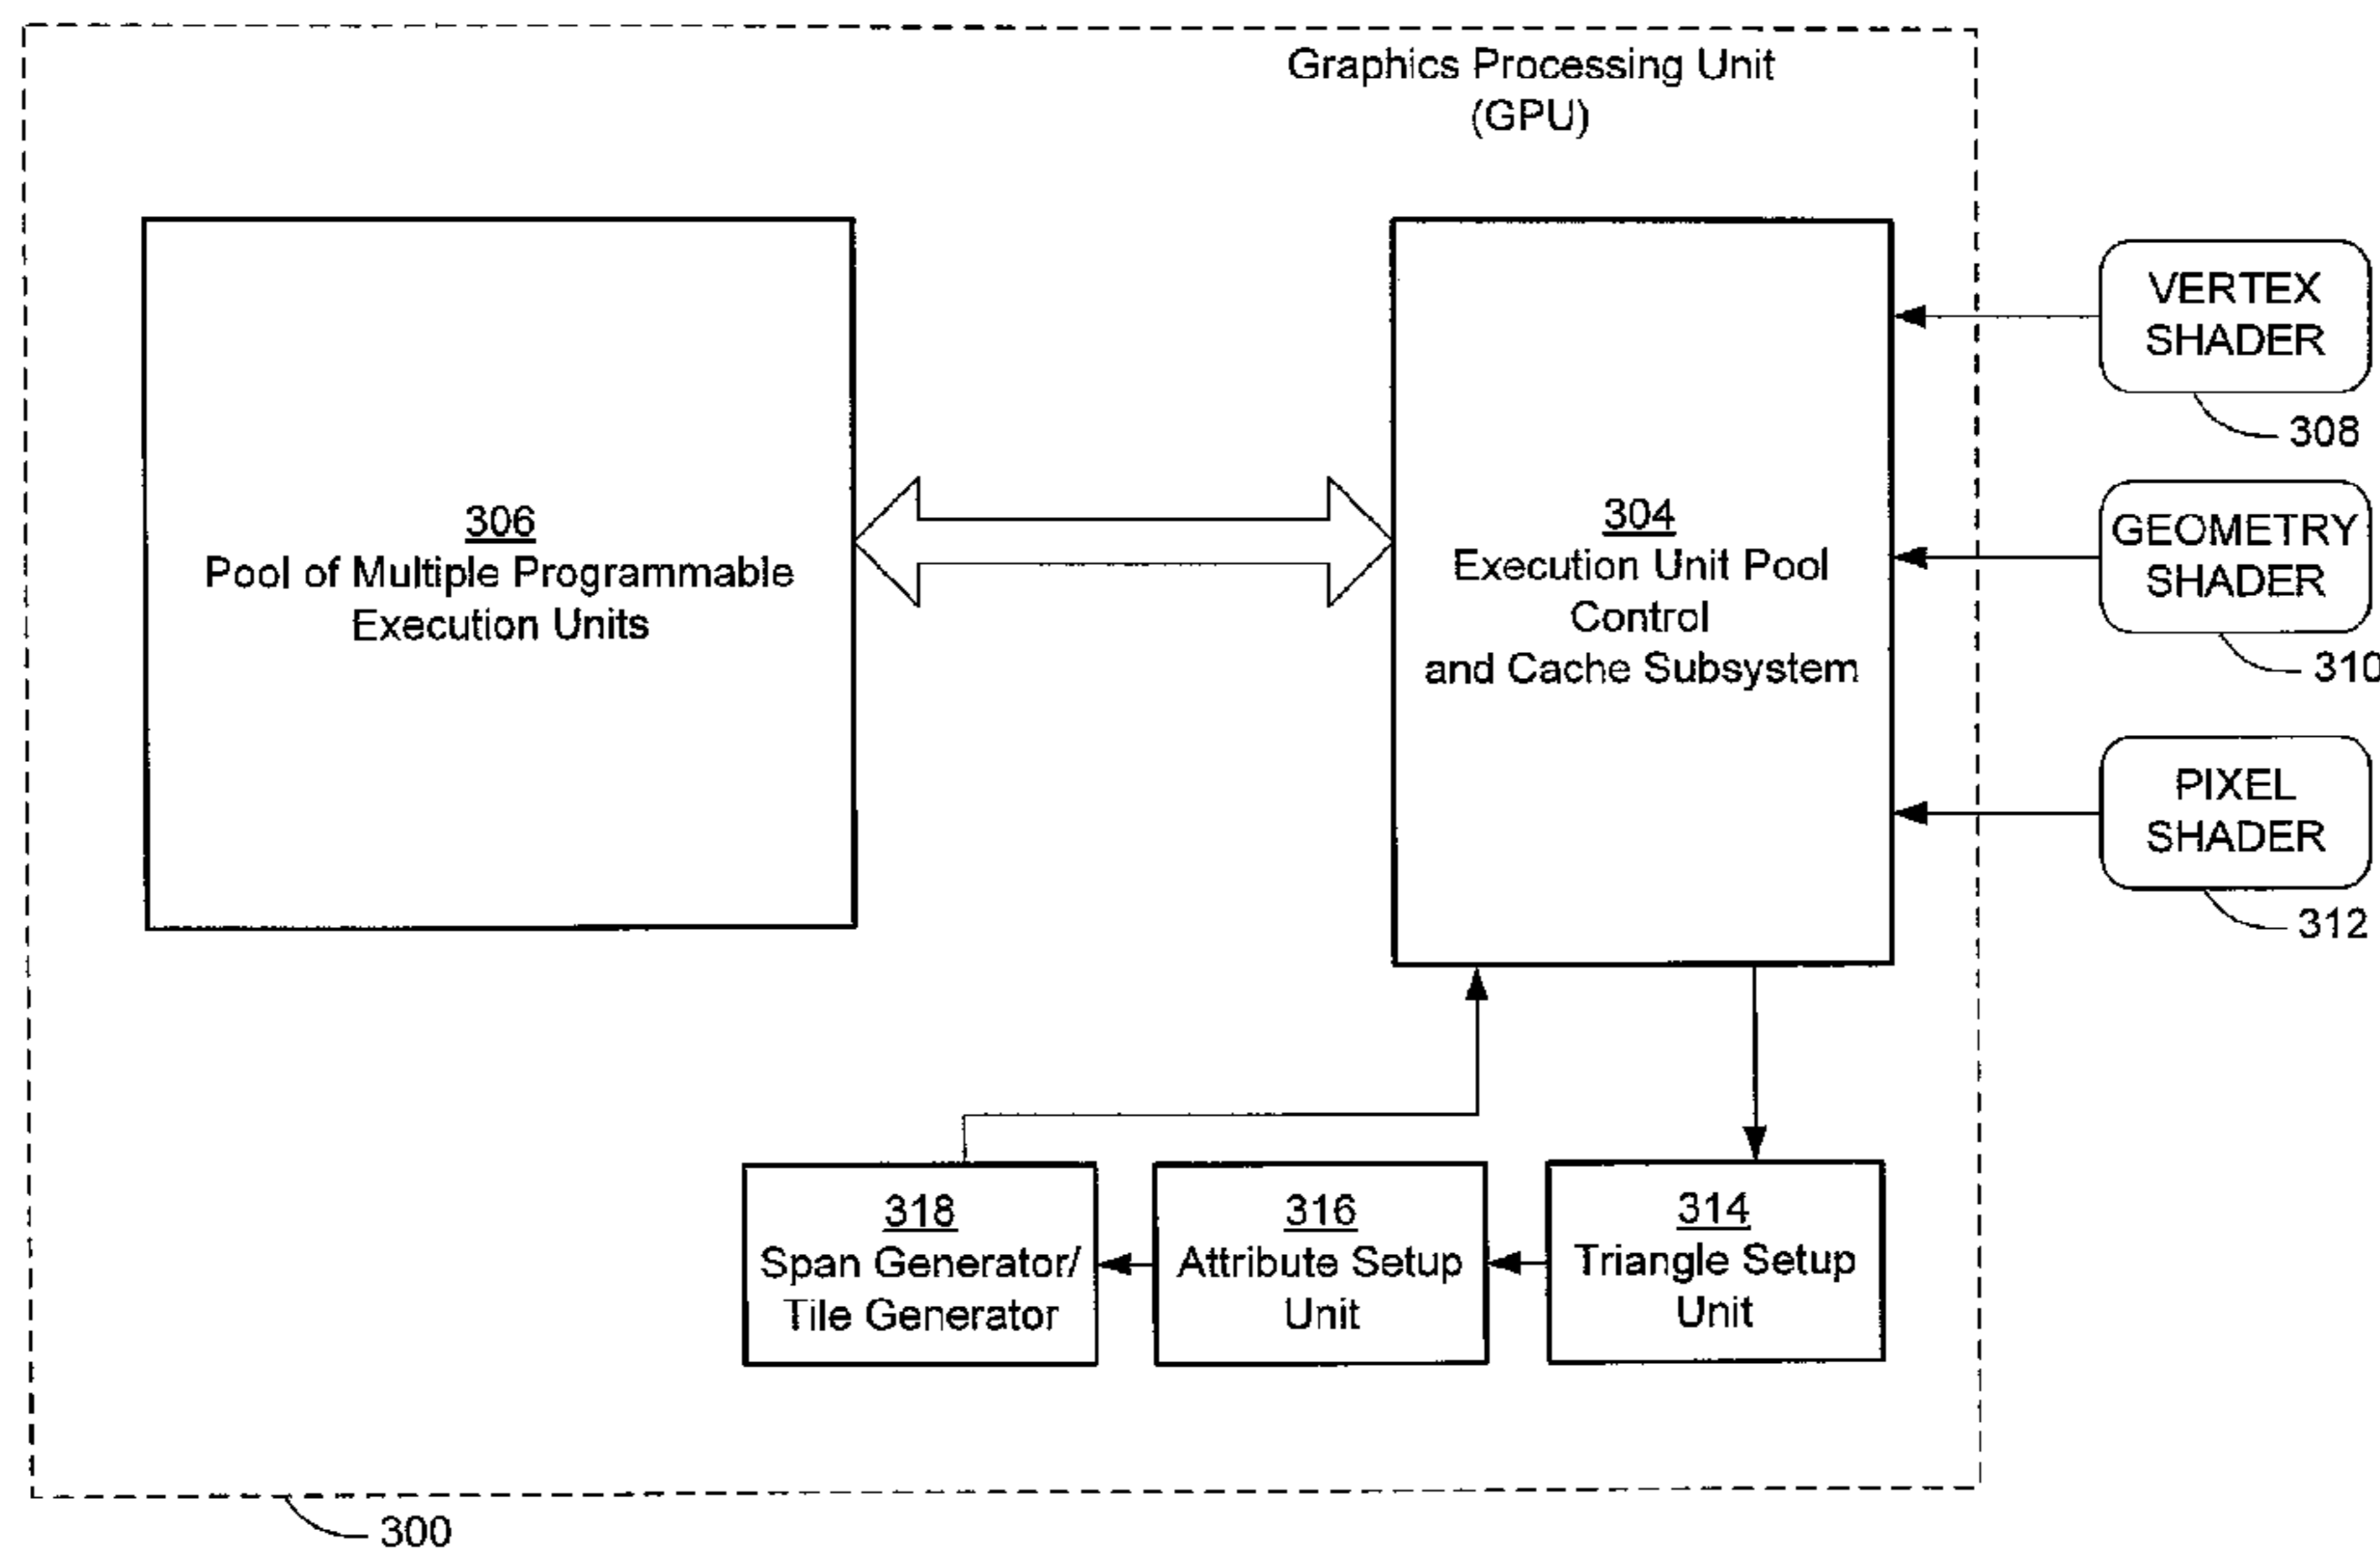 Graphics Processing Unit
(GPU)
306
Pool of Multiple Programmable
Execution Units
304
Execution Unit Pool
Control
and Cache Subsystem
VERTEX
SHADER
308
GEOMETRY
SHADER
310
PIXEL
SHADER
312
318
Span Generator/
Tile Generator
316
Attribute Setup
Unit
314
Triangle Setup
Unit
300